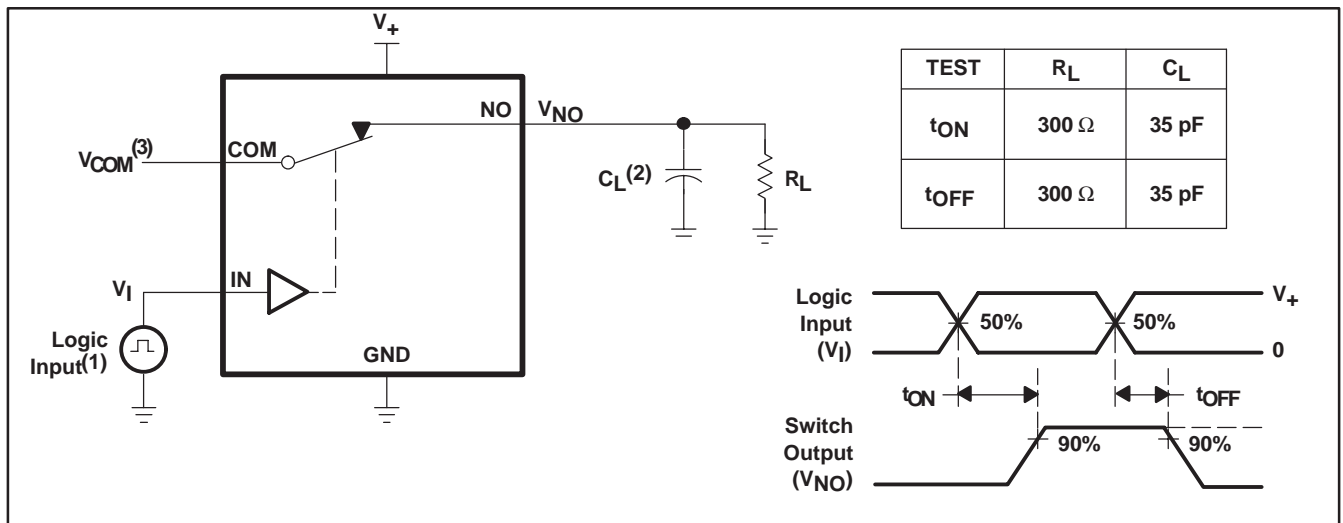 V+
NO
VNO
VCOM(3)
COM
CL(2)
RL
VI
IN
Logic
Input(1)
GND
TEST RL CL
tON 300 Ω 35 pF
tOFF 300 Ω 35 pF
Logic
Input
(VI)
50%
50%
V+
0
tON
tOFF
Switch
Output
(VNO)
90%
90%